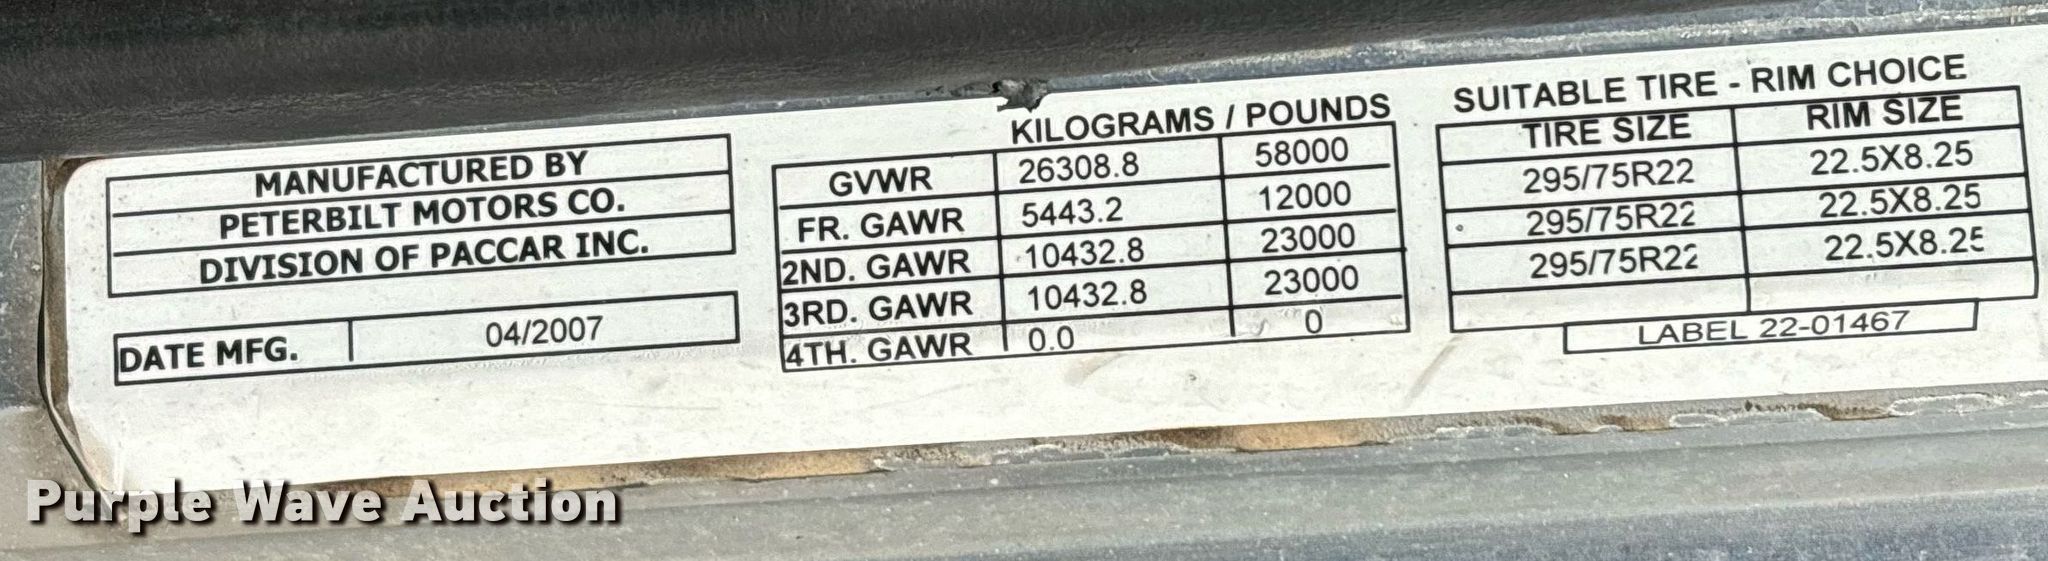 MANUFACTURED BY
PETERBILT MOTORS CO.
DIVISION OF PACCAR INC.
DATE MFG. 04/2007
KILOGRAMS / POUNDS
GVWR 26308.8 58000
FR. GAWR 5443.2 12000
2ND. GAWR 10432.8 23000
3RD. GAWR 10432.8 23000
4TH. GAWR 0.0 0
SUITABLE TIRE - RIM CHOICE
TIRE SIZE RIM SIZE
295/75R22 22.5X8.25
295/75R22 22.5X8.25
295/75R22 22.5X8.25
LABEL 22-01467
Purple Wave Auction